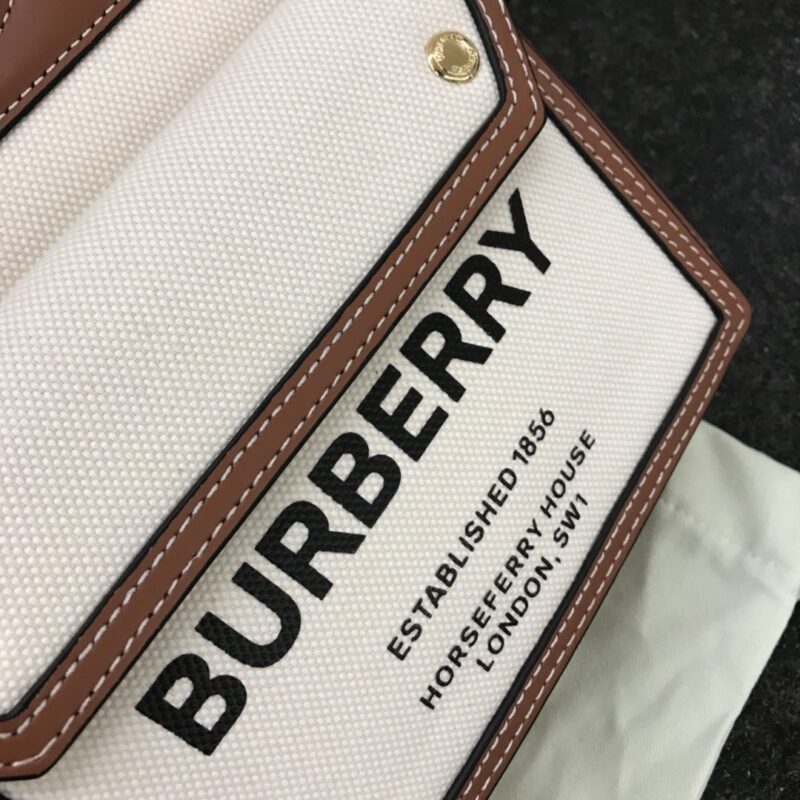 BURBERRY
ESTABLISHED 1856
HORSEFERRY HOUSE
LONDON, SW1